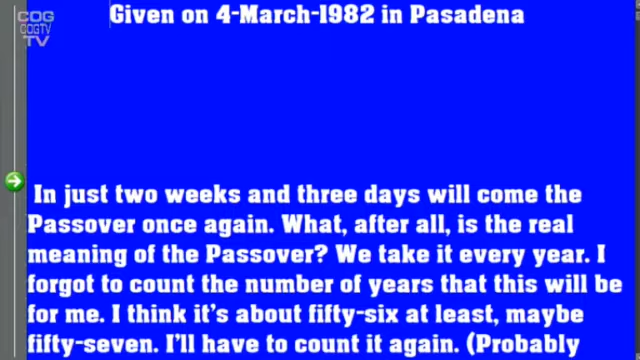 COG
COGTV
TV
Given on 4-March-1982 in Pasadena
In just two weeks and three days will come the
Passover once again. What, after all, is the real
meaning of the Passover? We take it every year. I
forgot to count the number of years that this will be
for me. I think it's about fifty-six at least, maybe
fifty-seven. I'll have to count it again. (Probably